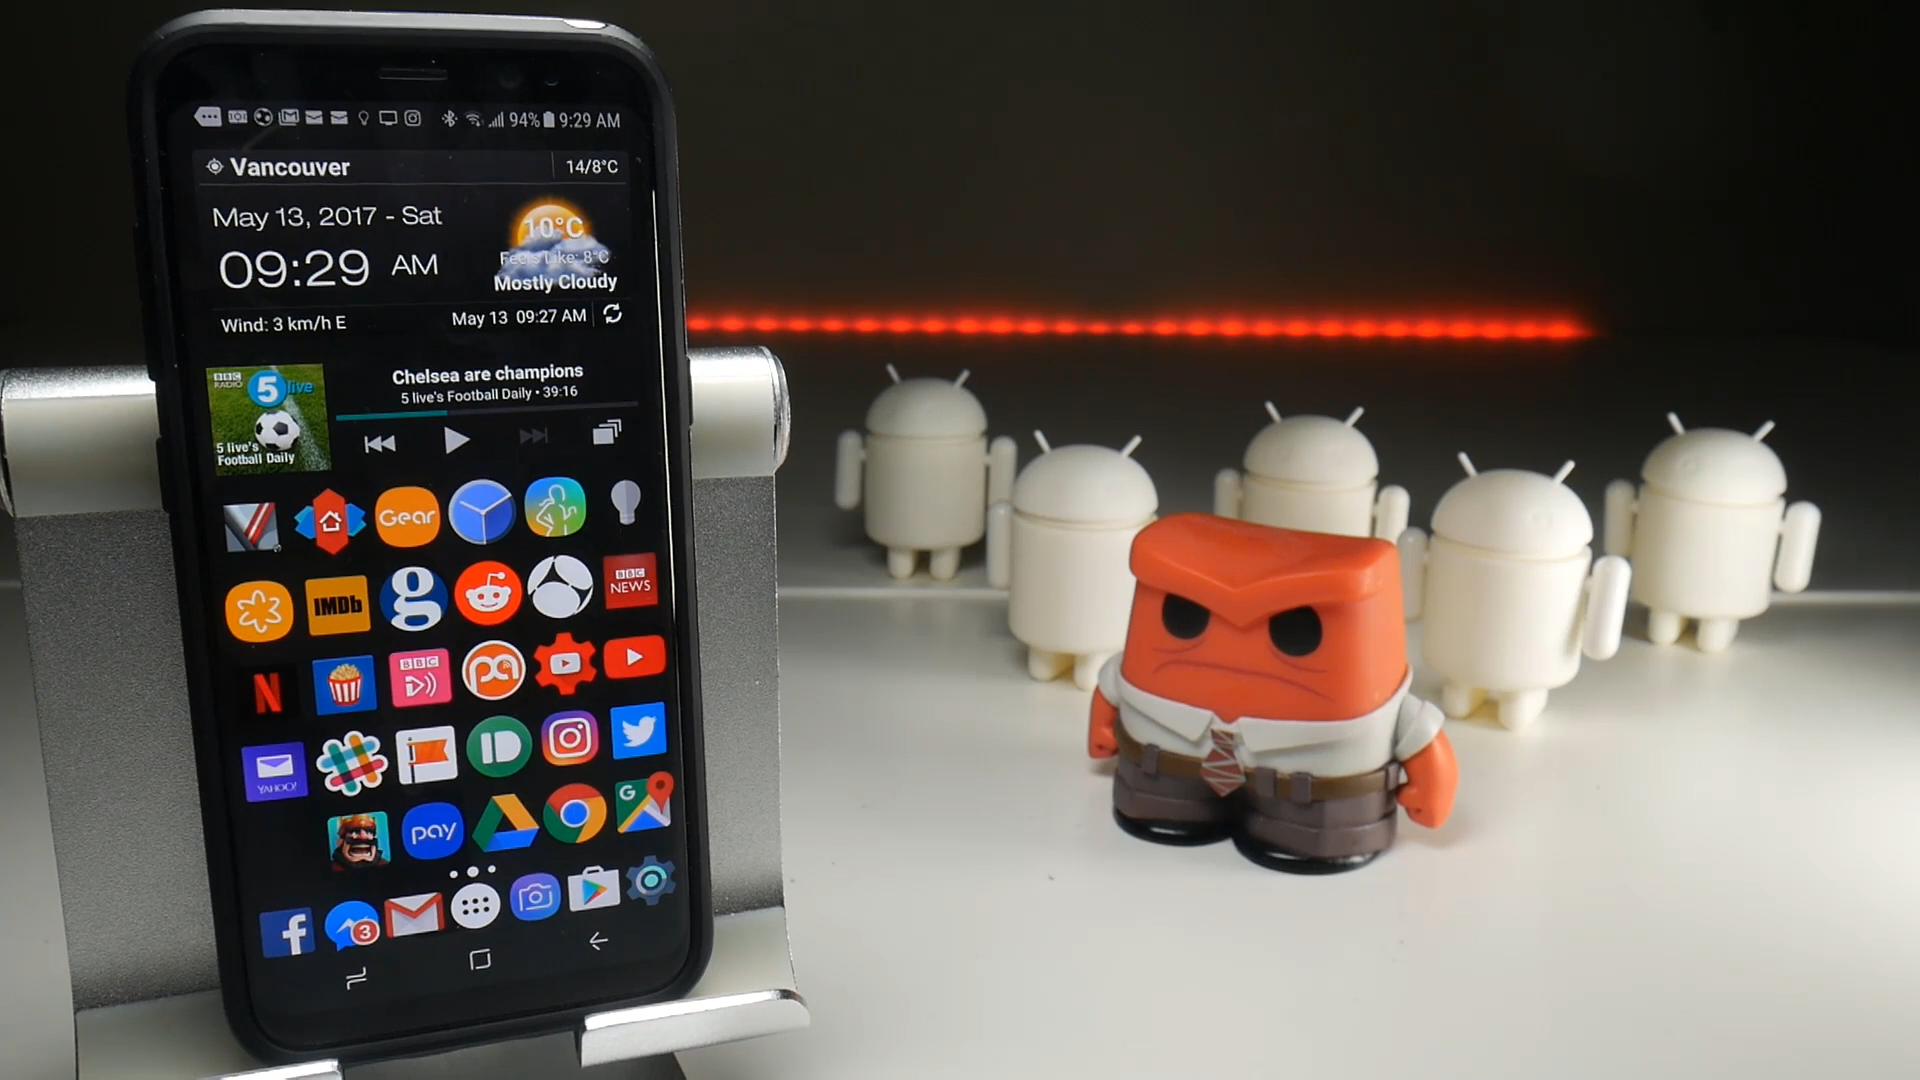 94% 9:29 AM
Vancouver 14/8°C
May 13, 2017 - Sat
10°C
09:29 AM
Feels Like: 8°C
Mostly Cloudy
Wind: 3 km/h E
May 13 09:27 AM
BBC
RADIO
5 live
5 live's
Football Daily
Chelsea are champions
5 live's Football Daily • 39:16
Gear
IMDb
g
BBC
NEWS
N
BBC
pa
YAHOO!
pay
G
f
3